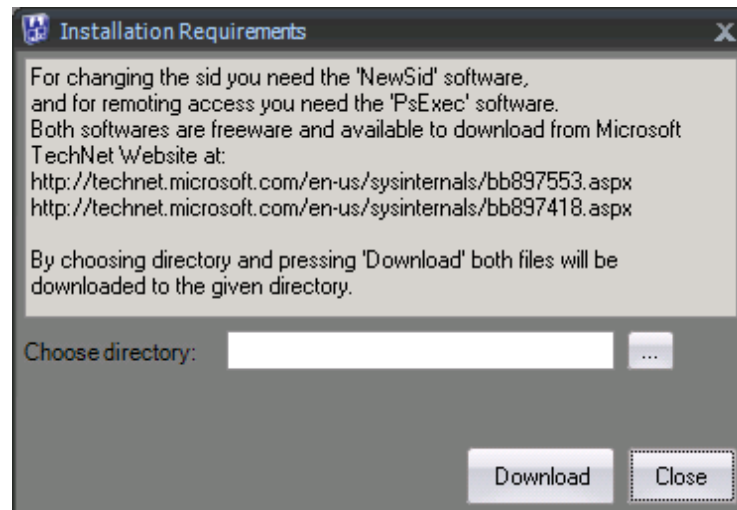 Installation Requirements
X
For changing the sid you need the 'NewSid' software,
and for remoting access you need the 'PsExec' software.
Both softwares are freeware and available to download from Microsoft
TechNet Website at:
http://technet.microsoft.com/en-us/sysinternals/bb897553.aspx
http://technet.microsoft.com/en-us/sysinternals/bb897418.aspx
By choosing directory and pressing 'Download' both files will be
downloaded to the given directory.
Choose directory:
...
Download
Close